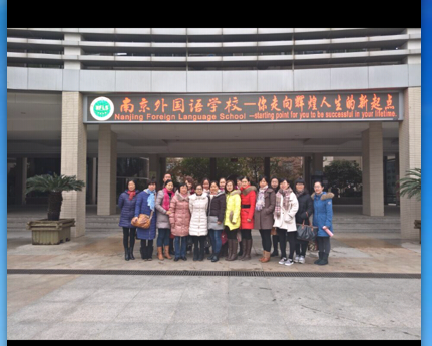 NFLS
南京外国语学校—你走向辉煌人生的新起点
Nanjing Foreign Language School —starting point for you to be successful in your lifetime.